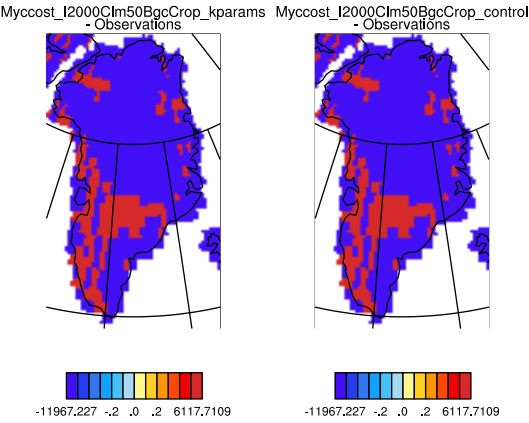 Myccost_I2000Clm50BgcCrop_kparams
- Observations
Myccost_I2000Clm50BgcCrop_control
- Observations
-11967.227 -.2 .0 .2 6117.7109
-11967.227 -.2 .0 .2 6117.7109